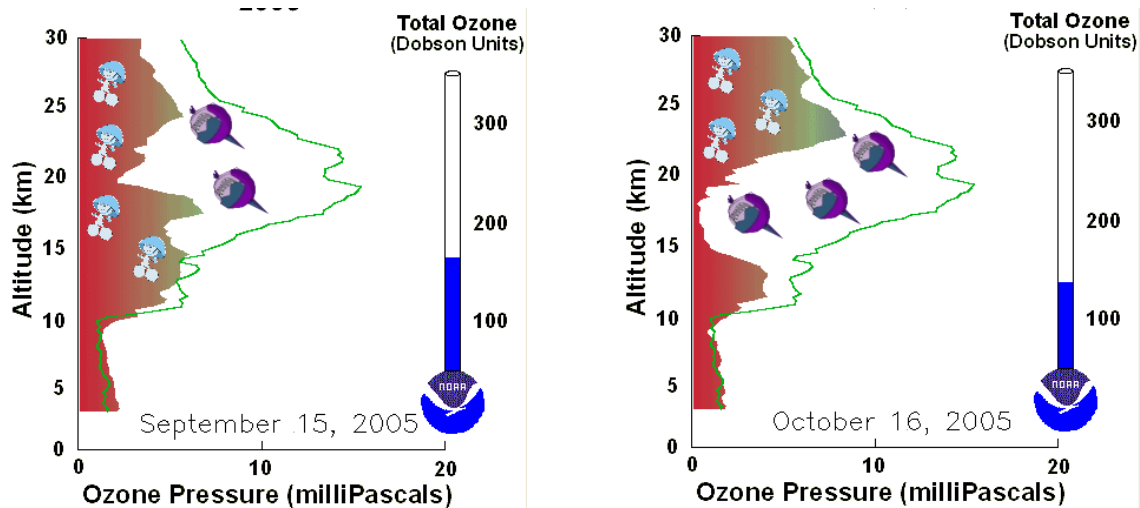 Total Ozone
(Dobson Units)
30
25
20
15
10
5
0
Altitude (km)
300
200
100
NOAA
September 15, 2005
0
10
20
Ozone Pressure (milliPascals)
Total Ozone
(Dobson Units)
30
25
20
15
10
5
0
Altitude (km)
300
200
100
NOAA
October 16, 2005
0
10
20
Ozone Pressure (milliPascals)